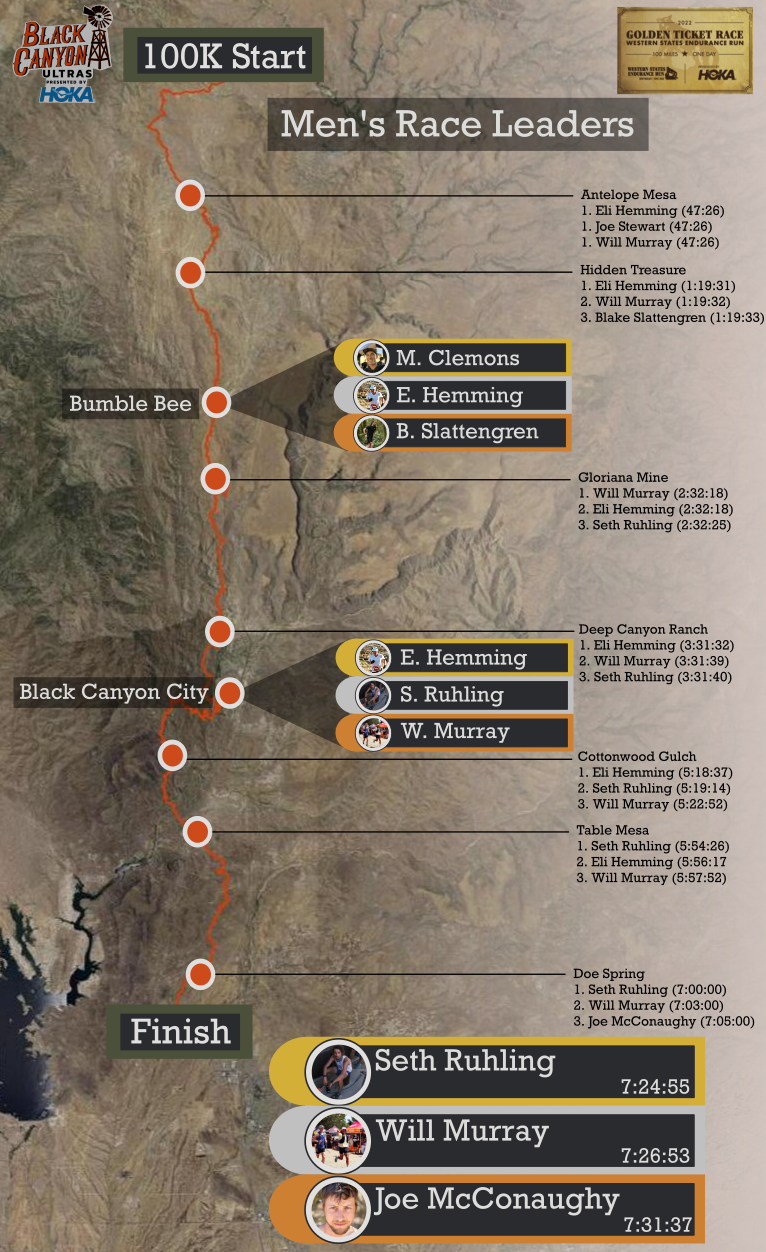 BLACK
CANYON
ULTRAS
PRESENTED BY
HOKA
100K Start
2023
GOLDEN TICKET RACE
WESTERN STATES ENDURANCE RUN
100 MILES ★ ONE DAY
WESTERN STATES
ENDURANCE RUN
HOKA
Men's Race Leaders
Antelope Mesa
1. Eli Hemming (47:26)
1. Joe Stewart (47:26)
1. Will Murray (47:26)
Hidden Treasure
1. Eli Hemming (1:19:31)
2. Will Murray (1:19:32)
3. Blake Slattengren (1:19:33)
Bumble Bee
M. Clemons
E. Hemming
B. Slattengren
Gloriana Mine
1. Will Murray (2:32:18)
2. Eli Hemming (2:32:18)
3. Seth Ruhling (2:32:25)
Deep Canyon Ranch
1. Eli Hemming (3:31:32)
2. Will Murray (3:31:39)
3. Seth Ruhling (3:31:40)
Black Canyon City
E. Hemming
S. Ruhling
W. Murray
Cottonwood Gulch
1. Eli Hemming (5:18:37)
2. Seth Ruhling (5:19:14)
3. Will Murray (5:22:52)
Table Mesa
1. Seth Ruhling (5:54:26)
2. Eli Hemming (5:56:17
3. Will Murray (5:57:52)
Doe Spring
1. Seth Ruhling (7:00:00)
2. Will Murray (7:03:00)
3. Joe McConaughy (7:05:00)
Finish
Seth Ruhling
7:24:55
Will Murray
7:26:53
Joe McConaughy
7:31:37